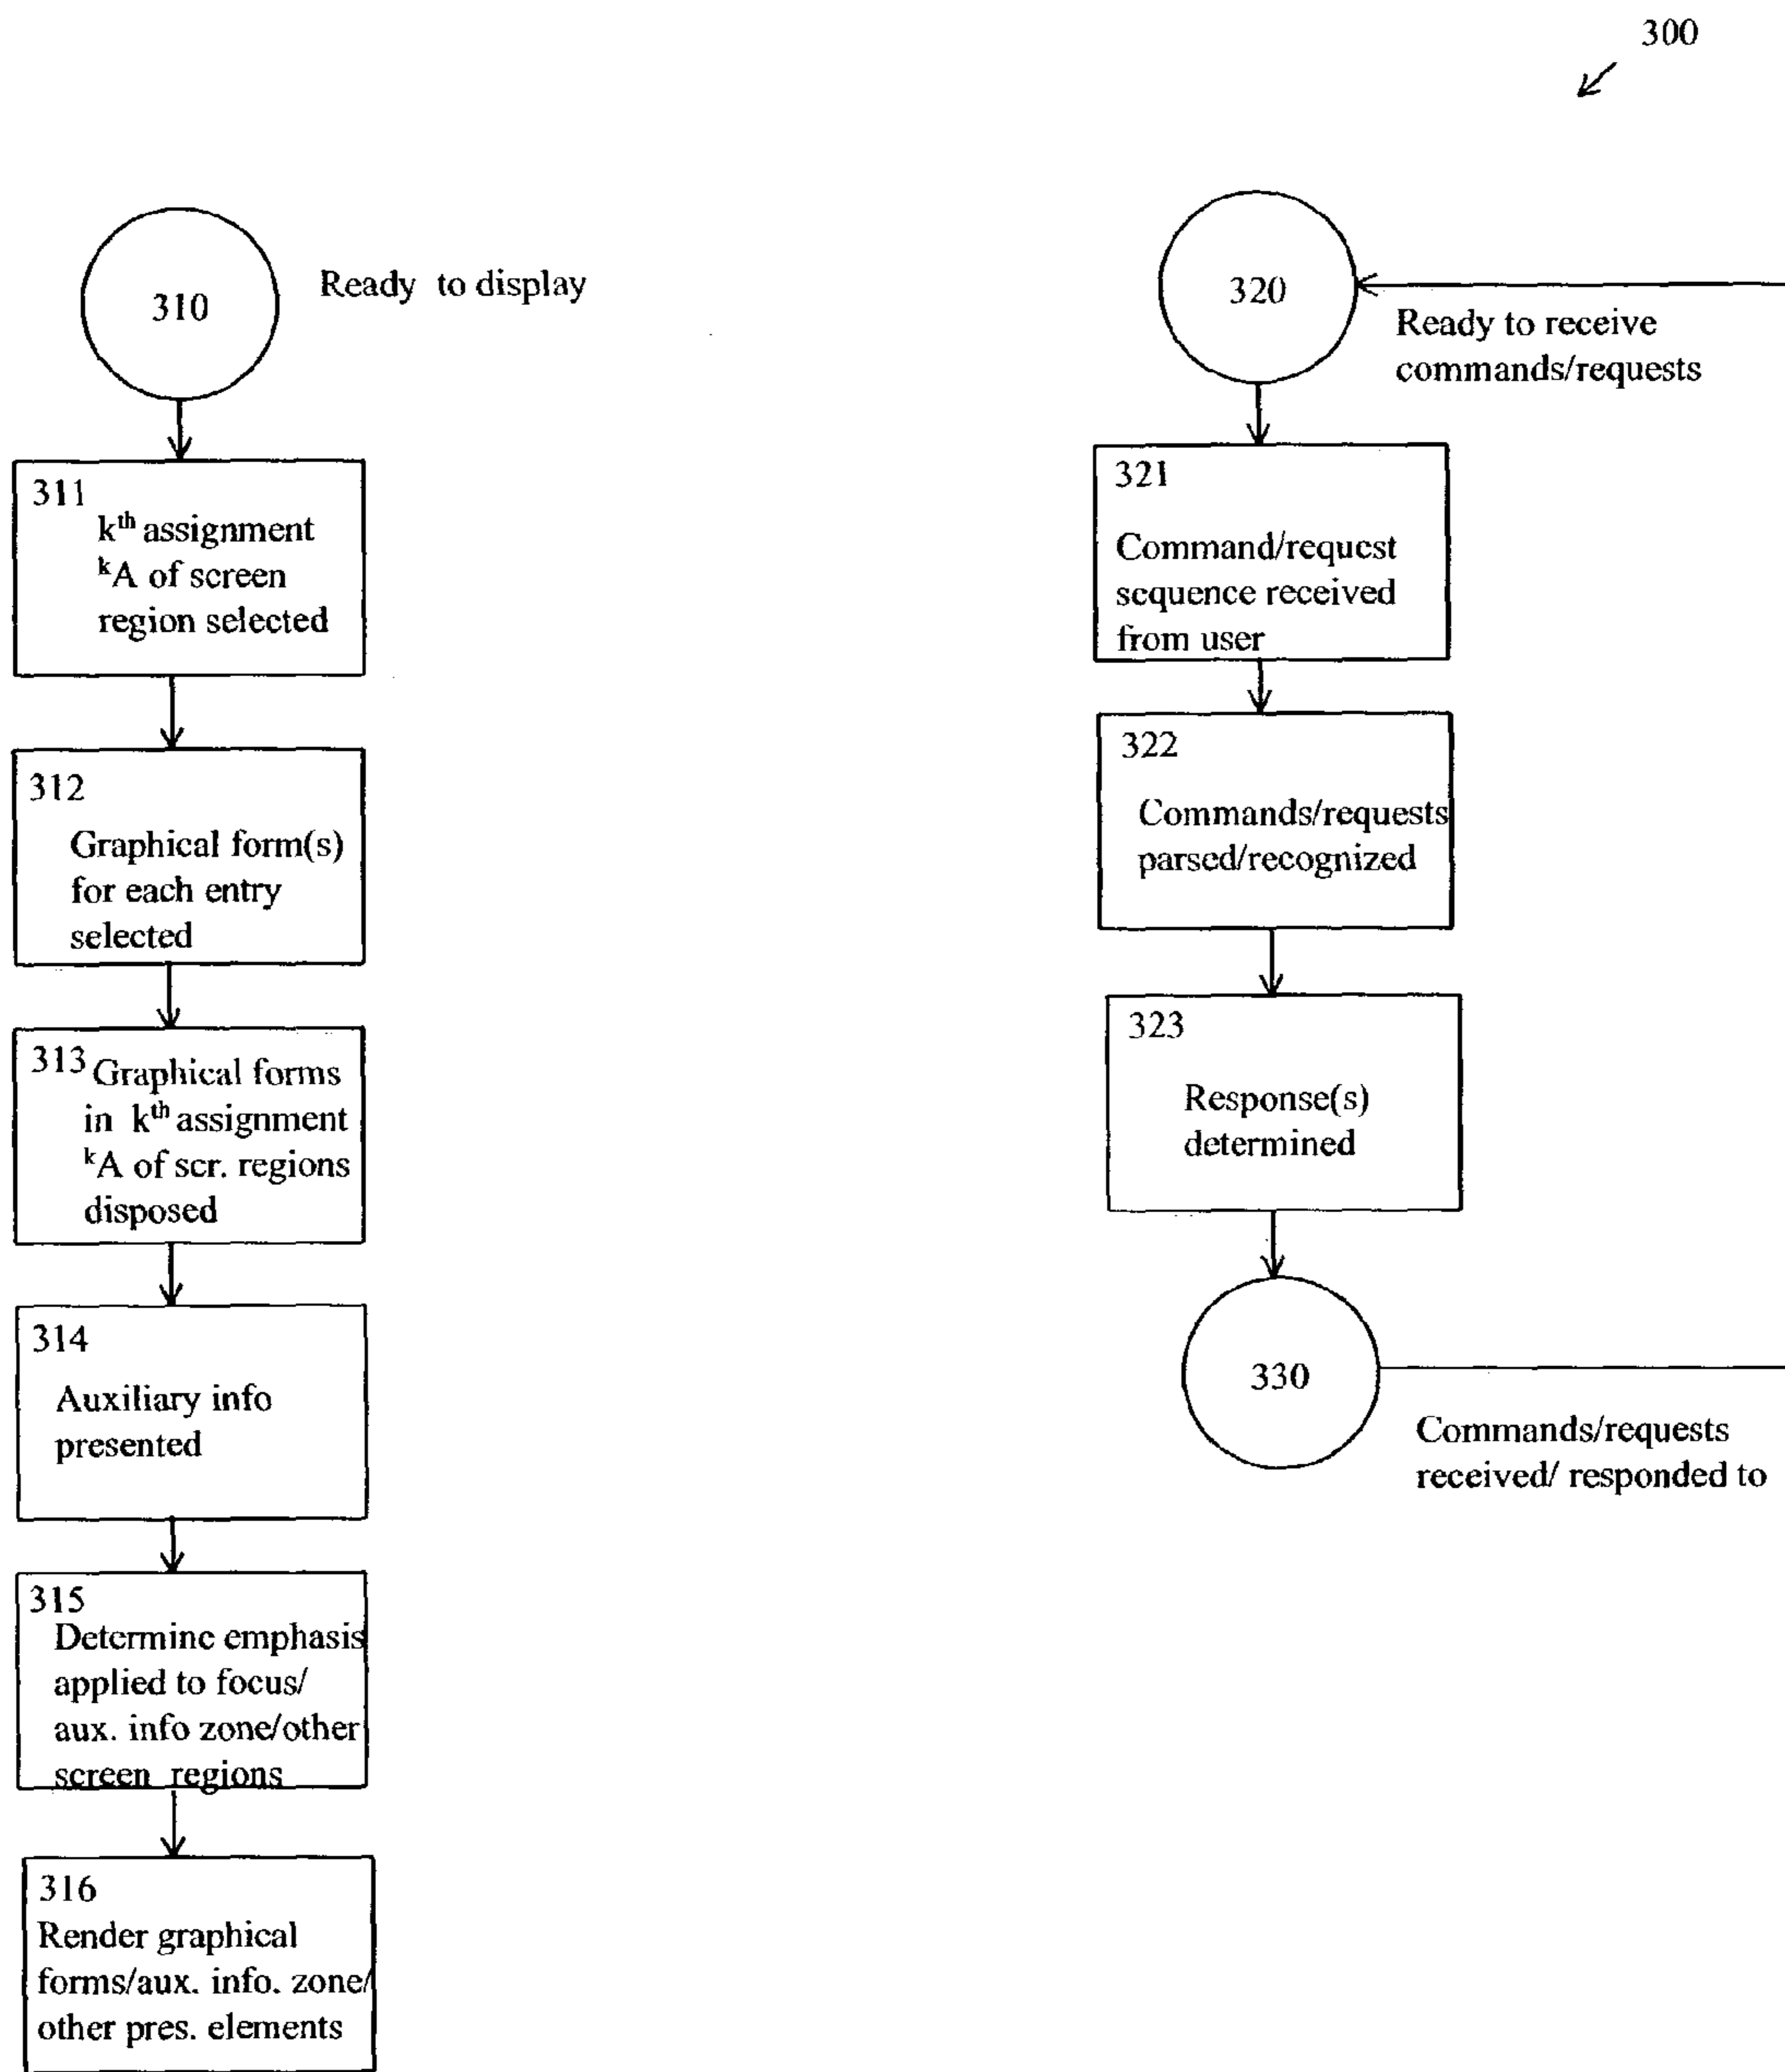 300
310
Ready to display
311
kth assignment
kA of screen
region selected
312
Graphical form(s)
for each entry
selected
313 Graphical forms
in kth assignment
kA of scr. regions
disposed
314
Auxiliary info
presented
315
Determine emphasis
applied to focus/
aux. info zone/other
screen regions
316
Render graphical
forms/aux. info. zone/
other pres. elements
320
Ready to receive
commands/requests
321
Command/request
sequence received
from user
322
Commands/requests
parsed/recognized
323
Response(s)
determined
330
Commands/requests
received/ responded to